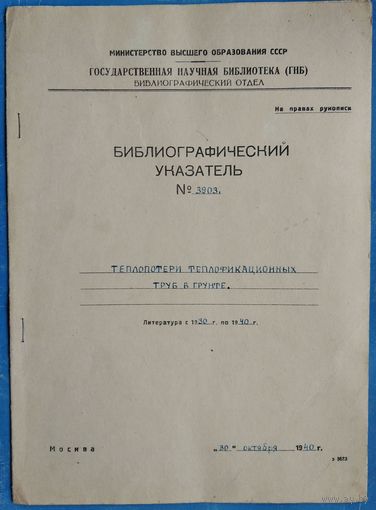 МИНИСТЕРСТВО ВЫСШЕГО ОБРАЗОВАНИЯ СССР
ГОСУДАРСТВЕННАЯ НАУЧНАЯ БИБЛИОТЕКА (ГНБ)
БИБЛИОГРАФИЧЕСКИЙ ОТДЕЛ
На правах рукописи
БИБЛИОГРАФИЧЕСКИЙ
УКАЗАТЕЛЬ
№ 3903.
ТЕПЛОПОТЕРИ ТЕПЛОФИКАЦИОННЫХ
ТРУБ В ГРУНТЕ.
Литература с 1930 г. по 1940 г.
Москва
„30“ октября 1940 г.